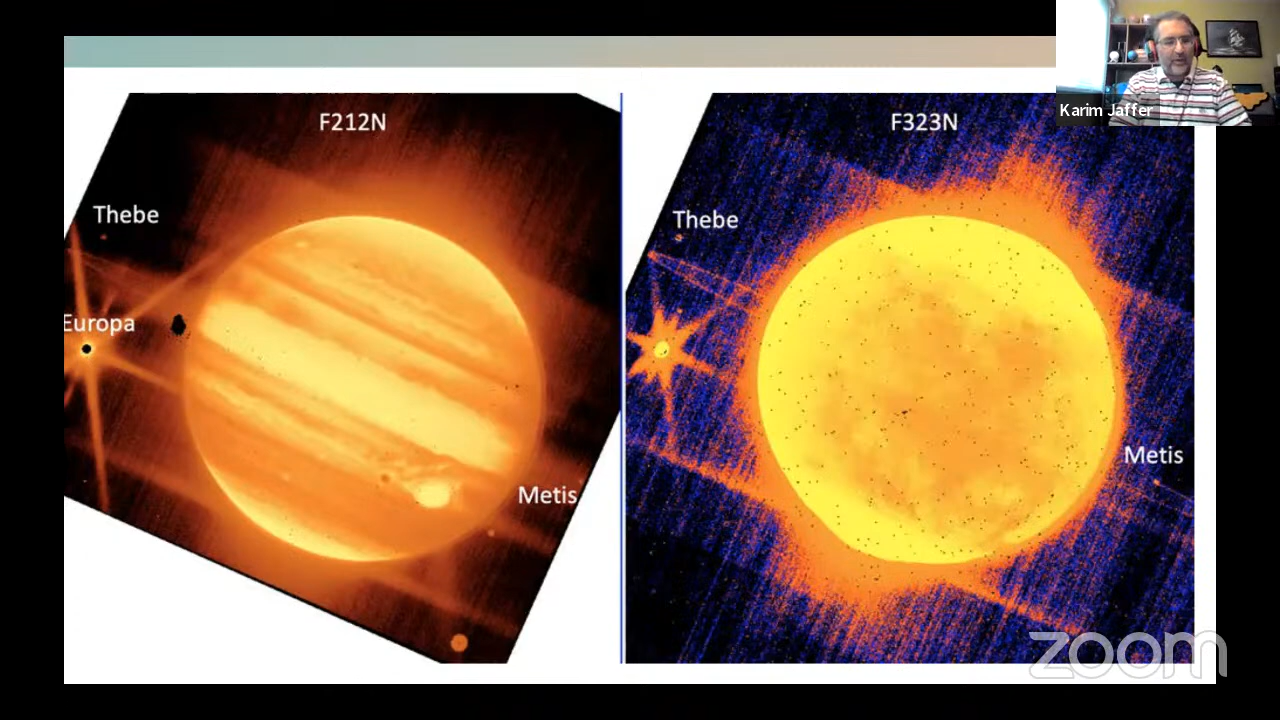 F212N
Thebe
Europa
Metis
F323N
Thebe
Metis
Karim Jaffer
zoom